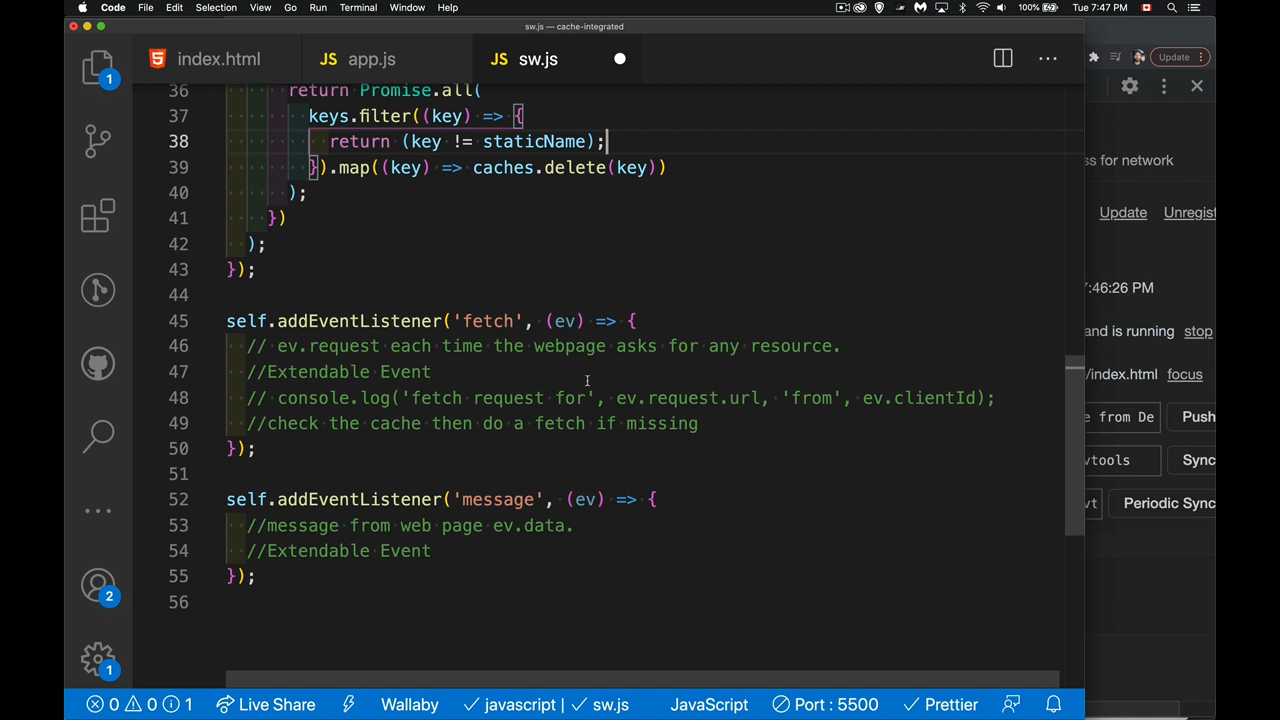 Code File Edit Selection View Go Run Terminal Window Help 100% Tue 7:47 PM
sw.js — cache-integrated
index.html JS app.js JS sw.js
Update
36 return Promise.all(
37 keys.filter((key) => {
38 return (key != staticName);
39 }).map((key) => caches.delete(key))
40 );
41 })
42 );
43 });
44
45 self.addEventListener('fetch', (ev) => {
46 // ev.request each time the webpage asks for any resource.
47 //Extendable Event
48 // console.log('fetch request for', ev.request.url, 'from', ev.clientId);
49 //check the cache then do a fetch if missing
50 });
51
52 self.addEventListener('message', (ev) => {
53 //message from web page ev.data.
54 //Extendable Event
55 });
56
ss for network
Update Unregist
:46:26 PM
and is running stop
/index.html focus
e from De Push
vtools Sync
vt Periodic Sync
1
2
1
0 0 1 Live Share Wallaby javascript | sw.js JavaScript Port : 5500 Prettier